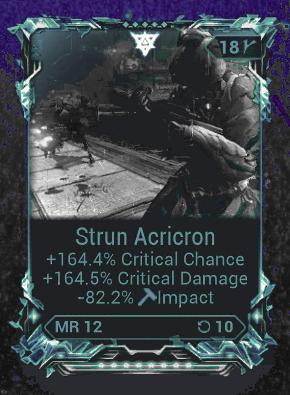 18
Strun Acricron
+164.4% Critical Chance
+164.5% Critical Damage
-82.2% Impact
MR 12
10